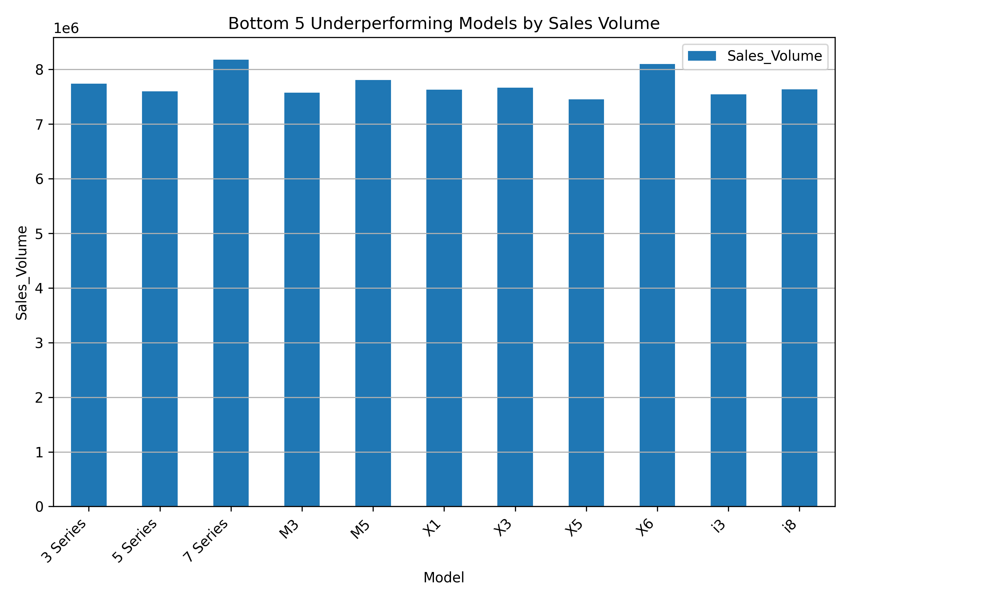 Bottom 5 Underperforming Models by Sales Volume
1e6
Sales_Volume
8
7
6
5
4
3
2
1
0
Sales_Volume
3 Series
5 Series
7 Series
M3
M5
X1
X3
X5
X6
i3
i8
Model